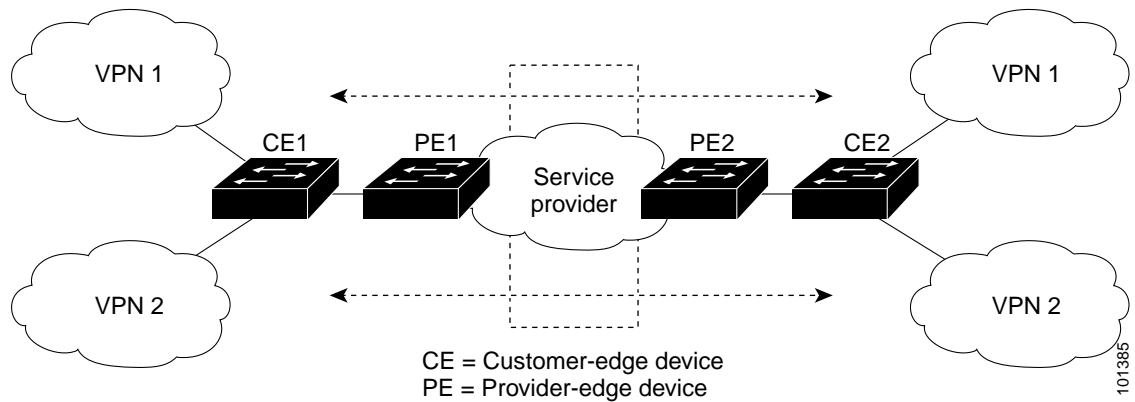 VPN 1
VPN 1
CE1
PE1
PE2
CE2
Service
provider
VPN 2
VPN 2
CE = Customer-edge device
PE = Provider-edge device
101385